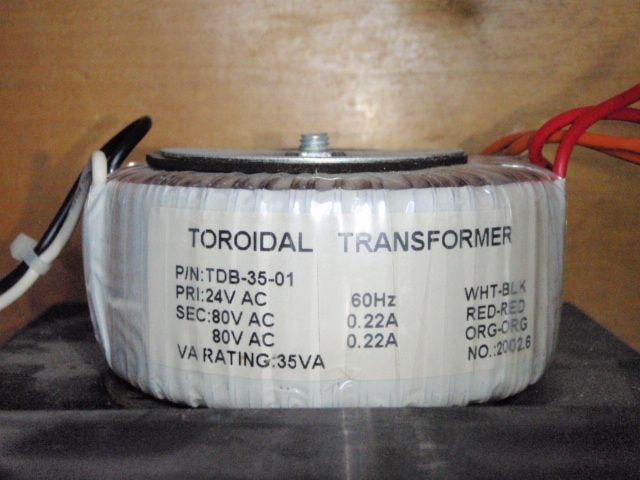 TOROIDAL TRANSFORMER
P/N:TDB-35-01
PRI:24V AC 60Hz WHT-BLK
SEC:80V AC 0.22A RED-RED
80V AC 0.22A ORG-ORG
VA RATING:35VA NO.:2002.6